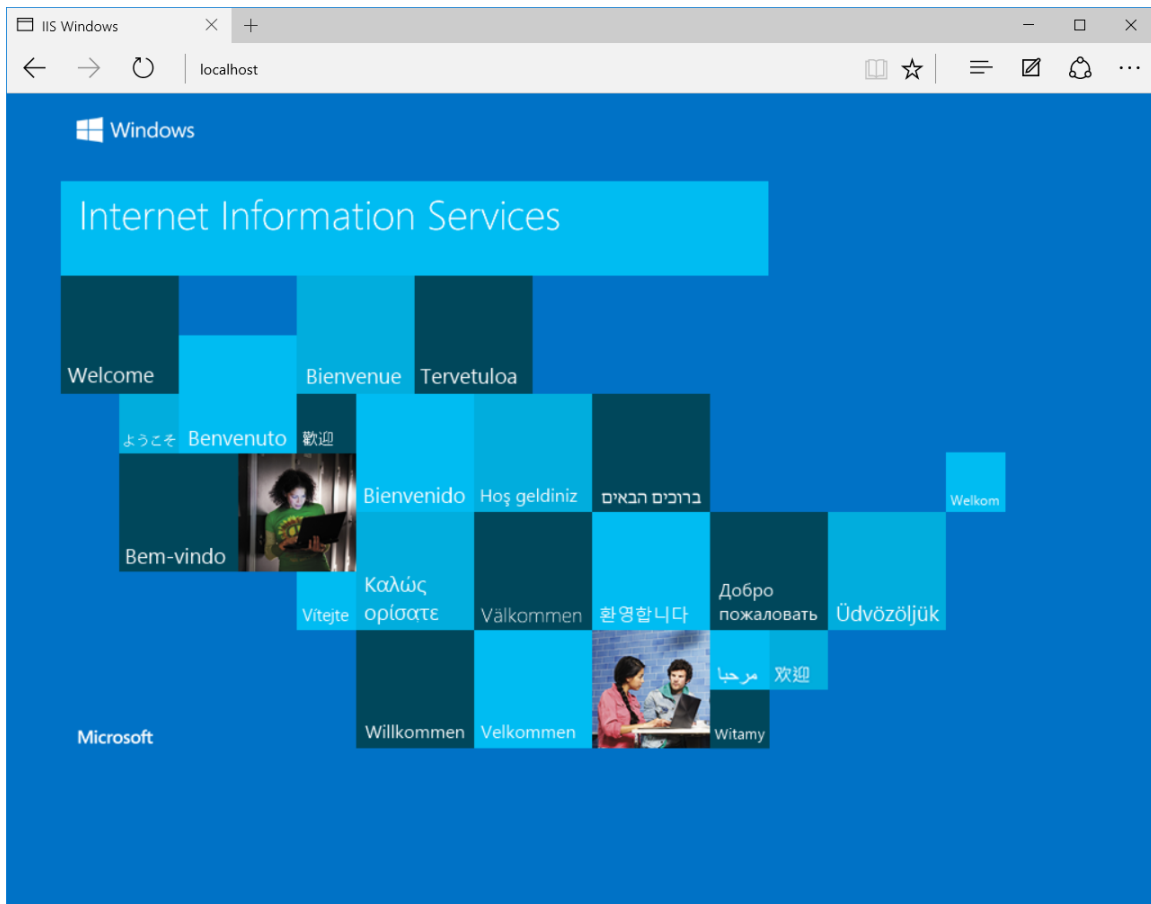 IIS Windows
localhost
Windows
Internet Information Services
Welcome
Bienvenue
Tervetuloa
ようこそ
Benvenuto
歡迎
Bienvenido
Hoş geldiniz
ברוכים הבאים
Welkom
Bem-vindo
Vítejte
Καλώς
ορίσατε
Välkommen
환영합니다
Добро
пожаловать
Üdvözöljük
مرحبا
欢迎
Willkommen
Velkommen
Witamy
Microsoft